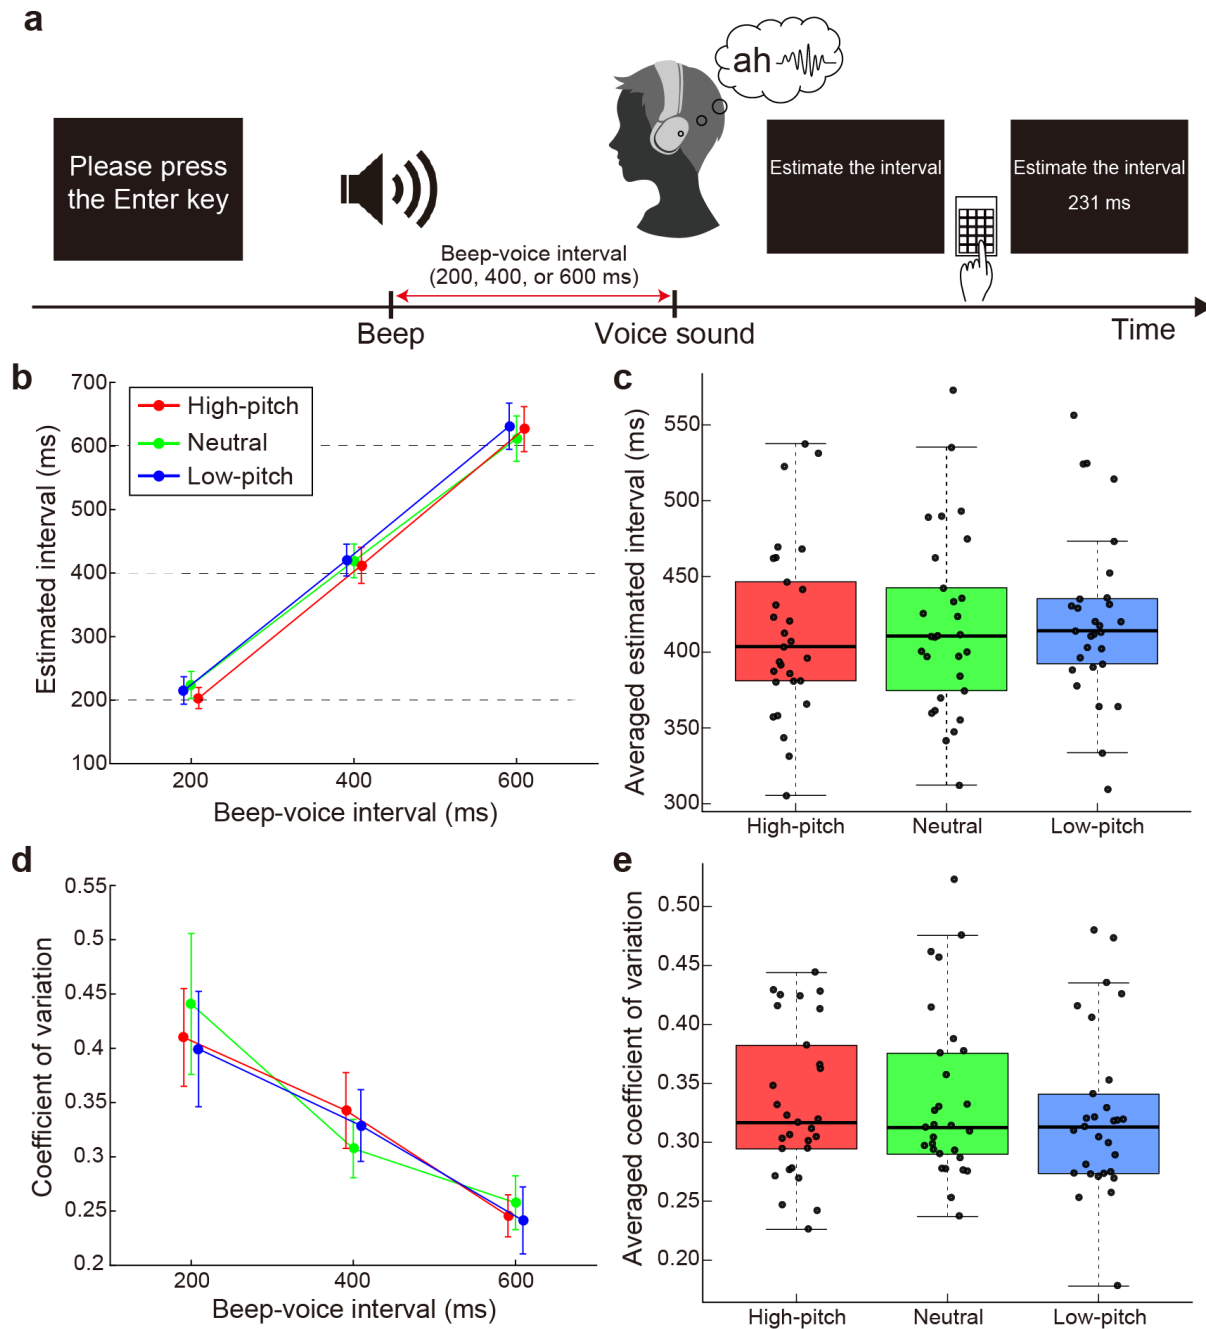 a
ah
Please press
the Enter key
Estimate the interval
Estimate the interval
231 ms
Beep-voice interval
(200, 400, or 600 ms)
Beep
Voice sound
Time
b
High-pitch
Neutral
Low-pitch
Estimated interval (ms)
700
600
500
400
300
200
100
200
400
600
Beep-voice interval (ms)
c
Averaged estimated interval (ms)
550
500
450
400
350
300
High-pitch
Neutral
Low-pitch
d
Coefficient of variation
0.55
0.5
0.45
0.4
0.35
0.3
0.25
0.2
200
400
600
Beep-voice interval (ms)
e
Averaged coefficient of variation
0.50
0.45
0.40
0.35
0.30
0.25
0.20
High-pitch
Neutral
Low-pitch